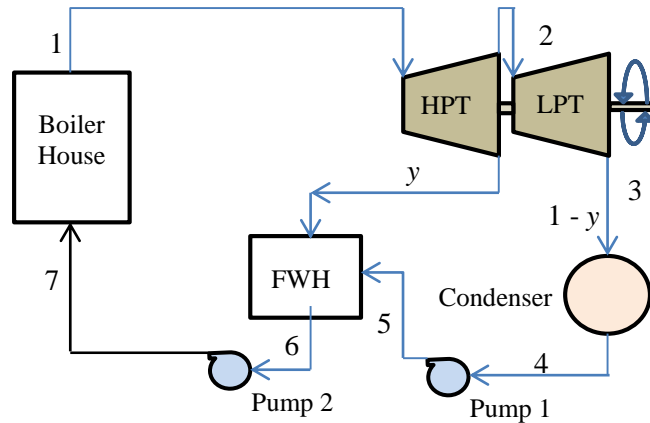 1
2
HPT
LPT
Boiler
House
y
3
1 - y
FWH
7
Condenser
5
6
4
Pump 2
Pump 1